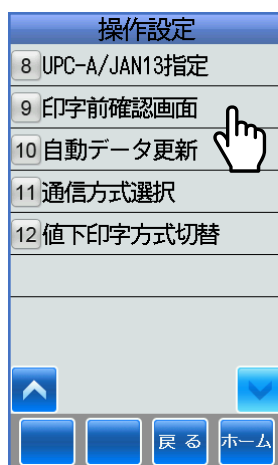 操作設定
8 UPC-A/JAN13指定
9 印字前確認画面
10 自動データ更新
11 通信方式選択
12 値下印字方式切替
戻る ホーム